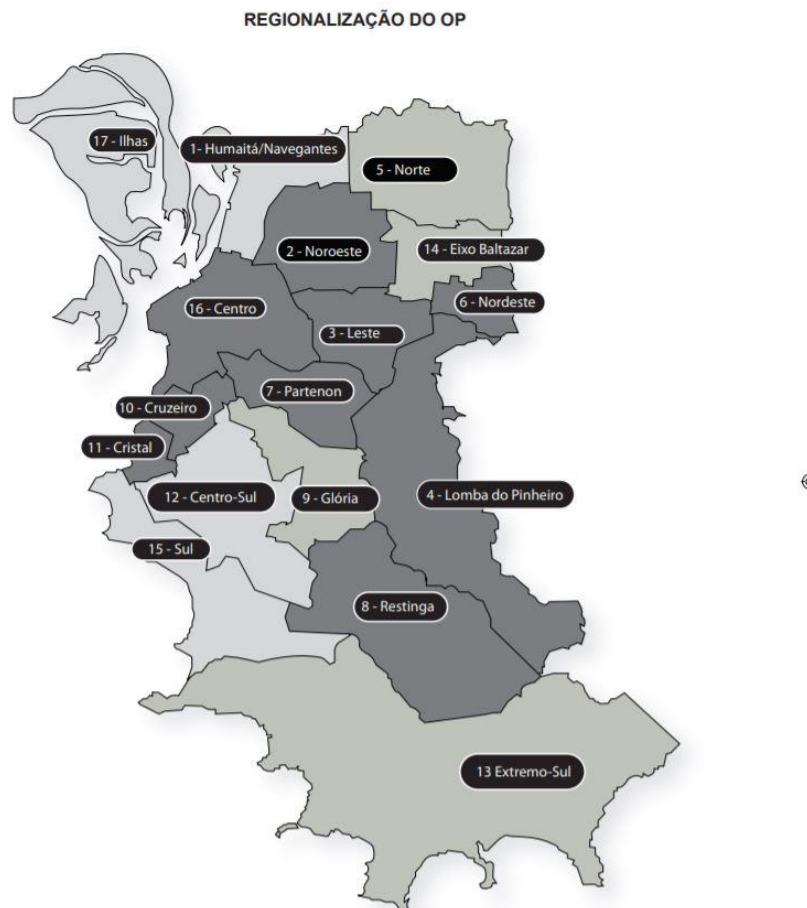 REGIONALIZAÇÃO DO OP
17 - Ilhas
1- Humaitá/Navegantes
5 - Norte
2 - Noroeste
14 - Eixo Baltazar
6 - Nordeste
16 - Centro
3 - Leste
7 - Partenon
10 - Cruzeiro
11 - Cristal
12 - Centro-Sul
9 - Glória
4 - Lomba do Pinheiro
15 - Sul
8 - Restinga
13 Extremo-Sul